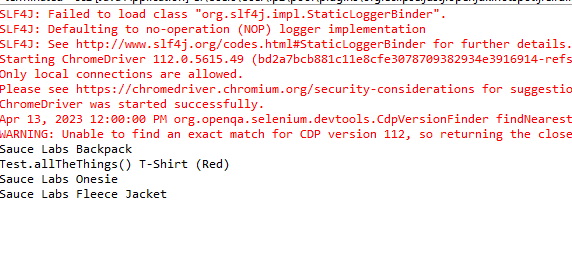 SLF4J: Failed to load class "org.slf4j.impl.StaticLoggerBinder".
SLF4J: Defaulting to no-operation (NOP) logger implementation
SLF4J: See http://www.slf4j.org/codes.html#StaticLoggerBinder for further details.
Starting ChromeDriver 112.0.5615.49 (bd2a7bcb881c11e8cfe3078709382934e3916914-refs
Only local connections are allowed.
Please see https://chromedriver.chromium.org/security-considerations for suggestio
ChromeDriver was started successfully.
Apr 13, 2023 12:00:00 PM org.openqa.selenium.devtools.CdpVersionFinder findNearest
WARNING: Unable to find an exact match for CDP version 112, so returning the close
Sauce Labs Backpack
Test.allTheThings() T-Shirt (Red)
Sauce Labs Onesie
Sauce Labs Fleece Jacket